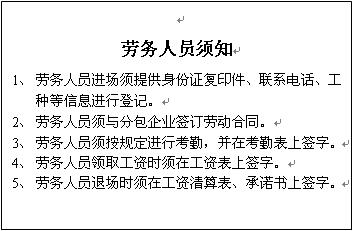 劳务人员须知
1、 劳务人员进场须提供身份证复印件、联系电话、工
种等信息进行登记。
2、 劳务人员须与分包企业签订劳动合同。
3、 劳务人员须按规定进行考勤，并在考勤表上签字。
4、 劳务人员领取工资时须在工资表上签字。
5、 劳务人员退场时须在工资清算表、承诺书上签字。